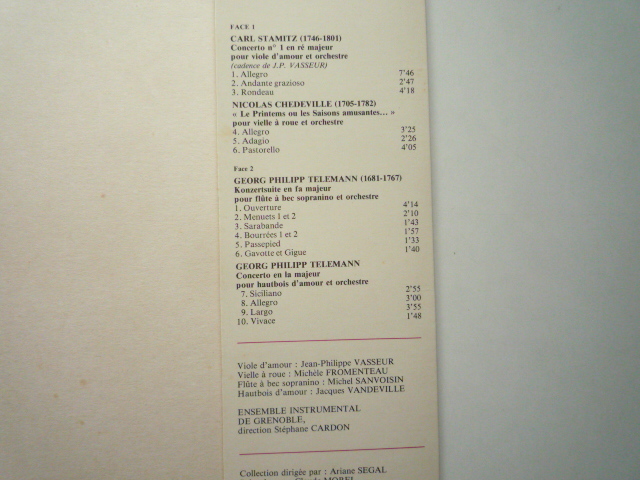 FACE 1
CARL STAMITZ (1746-1801)
Concerto n° 1 en ré majeur
pour viole d'amour et orchestre
(cadence de J.P. VASSEUR)
1. Allegro 7'46
2. Andante grazioso 2'47
3. Rondeau 4'18
NICOLAS CHEDEVILLE (1705-1782)
« Le Printems ou les Saisons amusantes... »
pour vielle à roue et orchestre
4. Allegro 3'25
5. Adagio 2'26
6. Pastorello 4'05
Face 2
GEORG PHILIPP TELEMANN (1681-1767)
Konzertsuite en fa majeur
pour flûte à bec sopranino et orchestre
1. Ouverture 4'14
2. Menuets 1 et 2 2'10
3. Sarabande 1'43
4. Bourrées 1 et 2 1'57
5. Passepied 1'33
6. Gavotte et Gigue 1'40
GEORG PHILIPP TELEMANN
Concerto en la majeur
pour hautbois d'amour et orchestre
7. Siciliano 2'55
8. Allegro 3'00
9. Largo 3'55
10. Vivace 1'48
Viole d'amour : Jean-Philippe VASSEUR
Vielle à roue : Michèle FROMENTEAU
Flûte à bec sopranino : Michel SANVOISIN
Hautbois d'amour : Jacques VANDEVILLE
ENSEMBLE INSTRUMENTAL
DE GRENOBLE,
direction Stéphane CARDON
Collection dirigée par : Ariane SEGAL